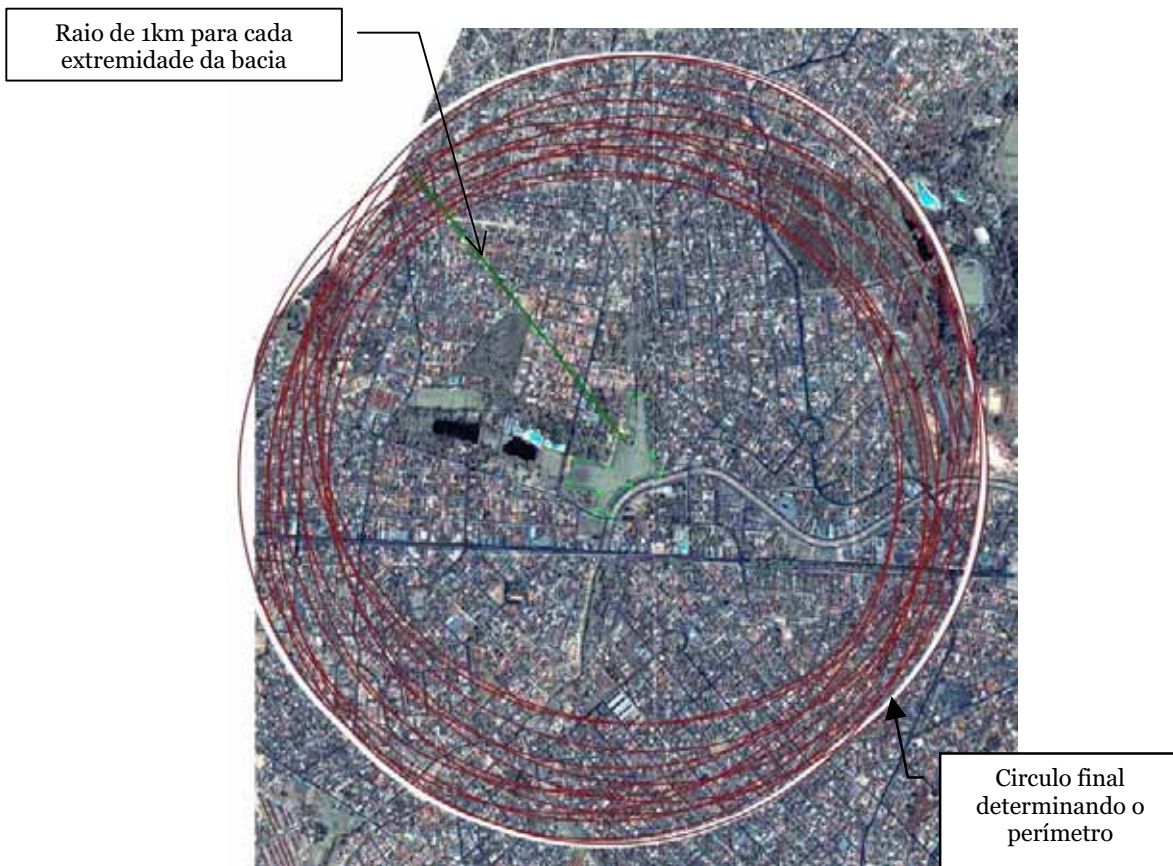 Raio de 1km para cada
extremidade da bacia
Circulo final
determinando o
perímetro